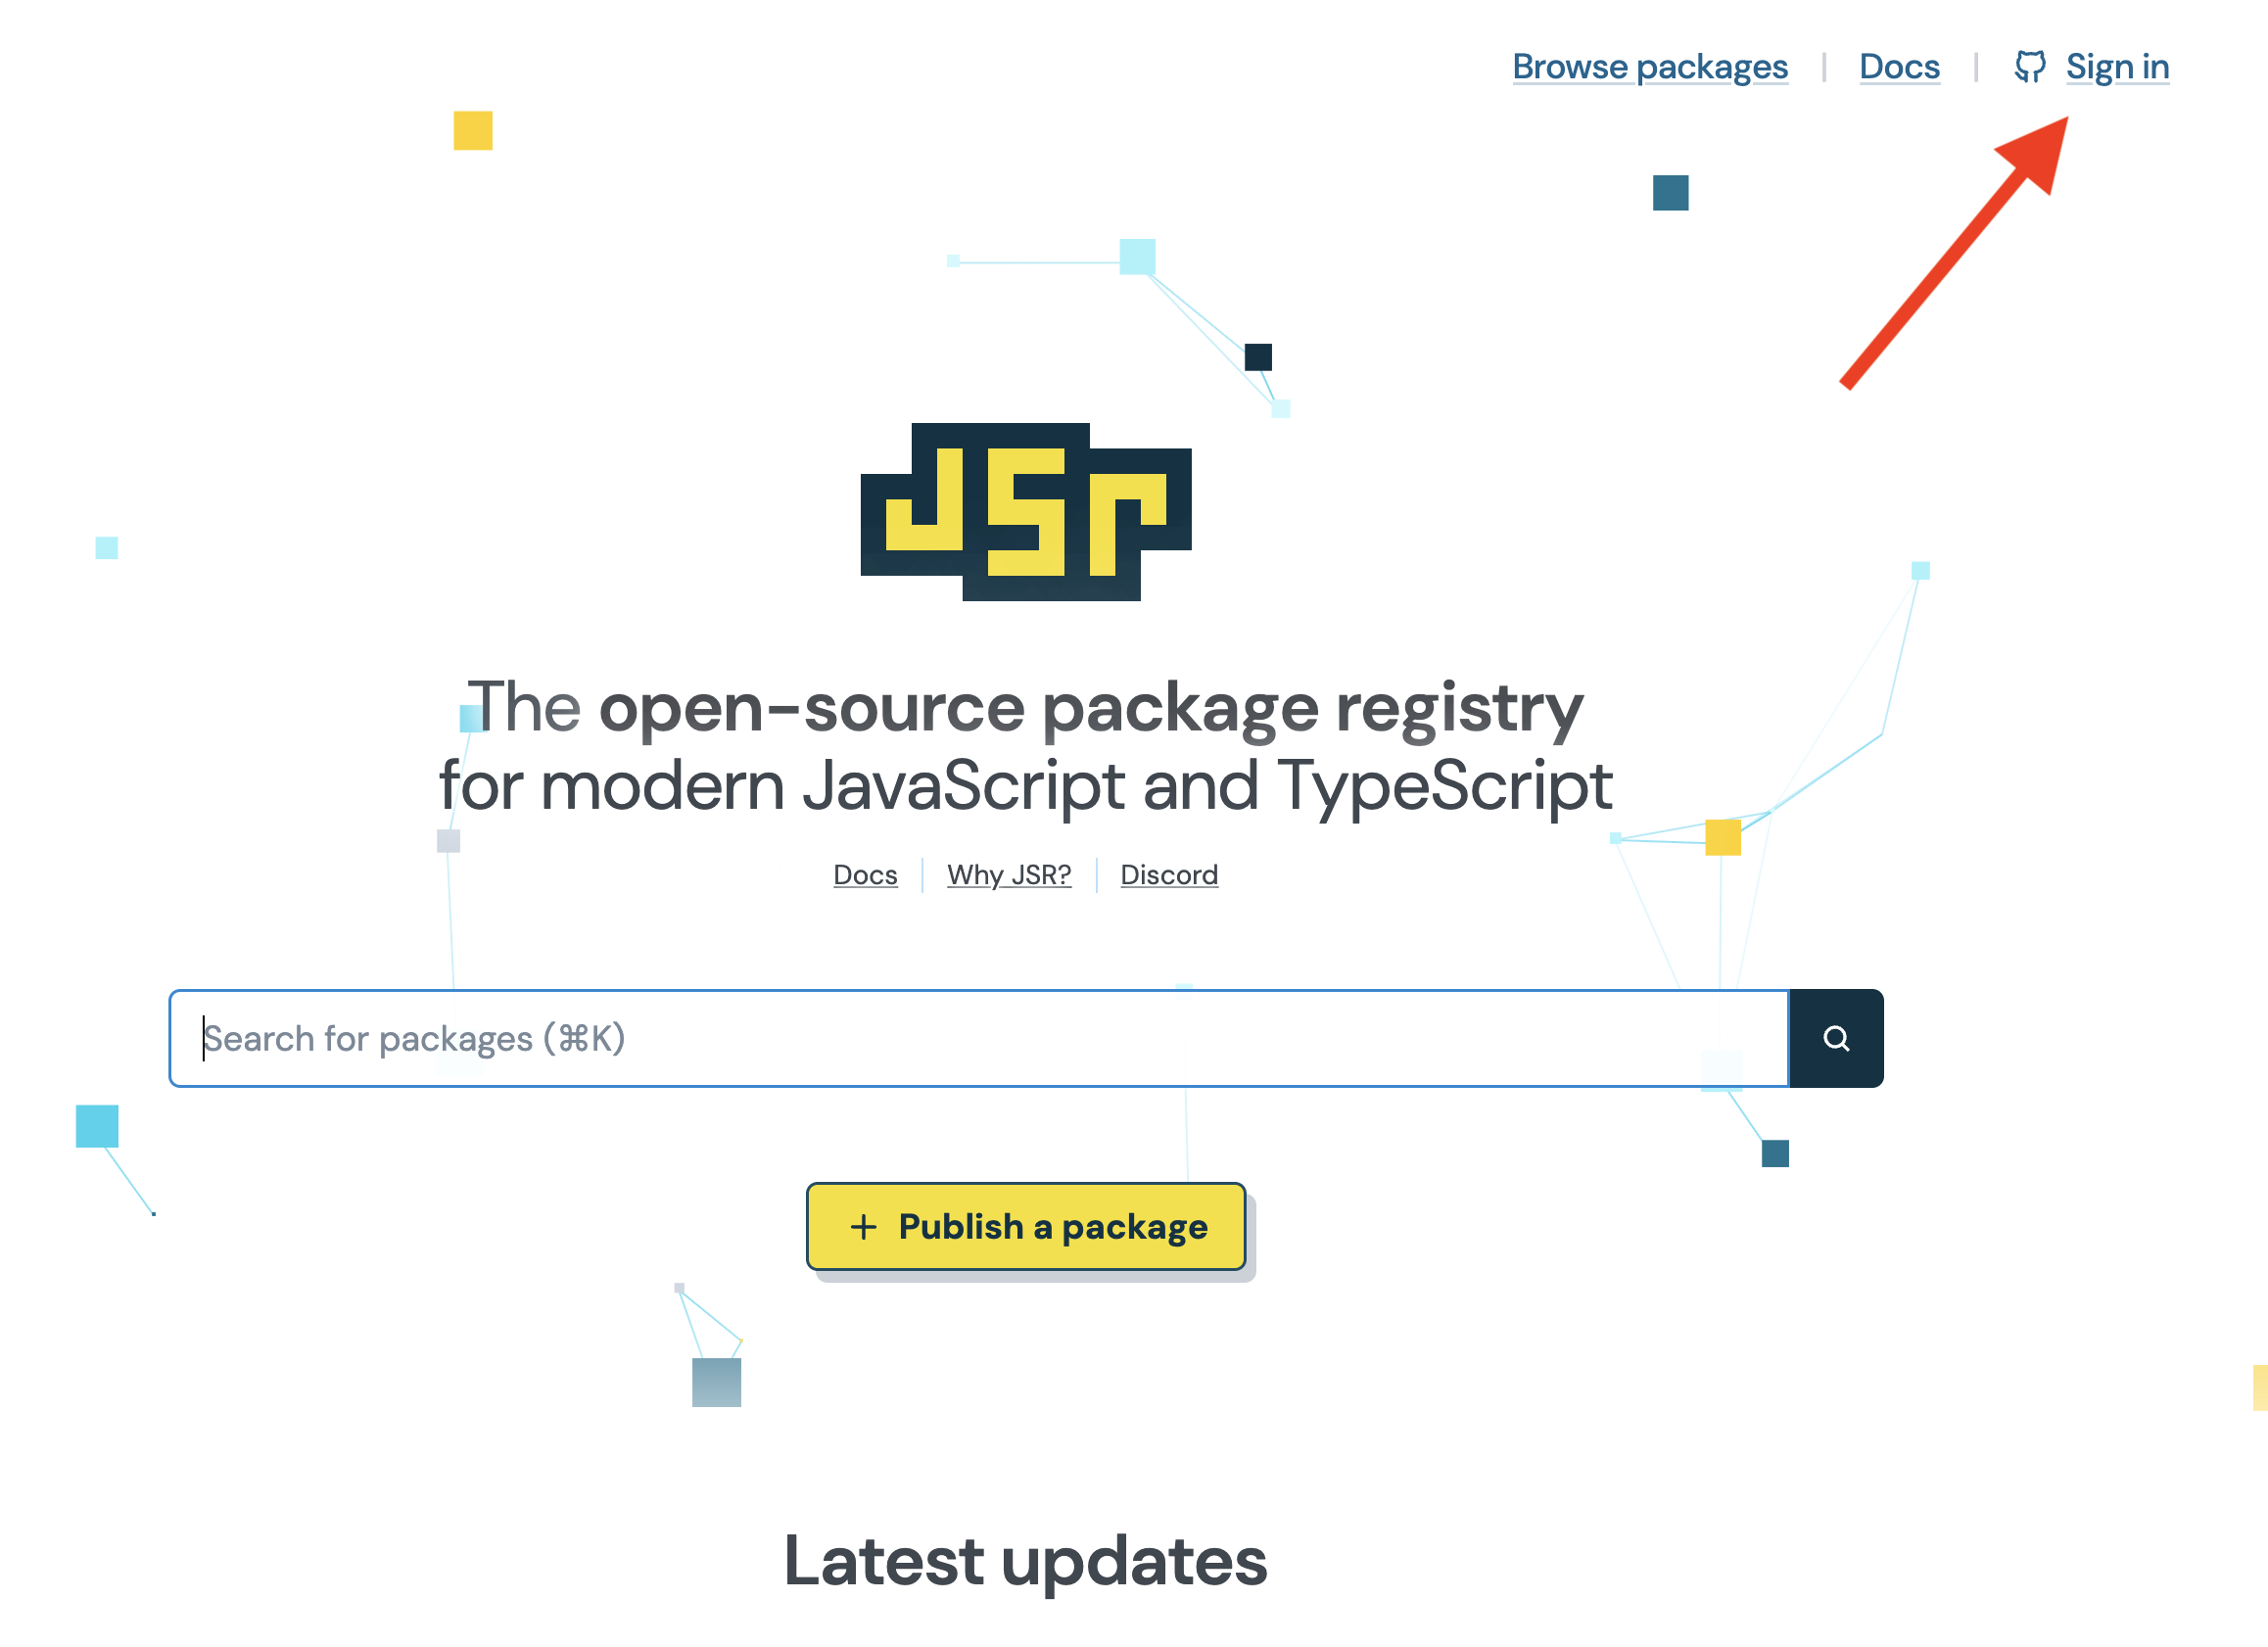 Browse packages | Docs | Sign in
JSr
The open-source package registry
for modern JavaScript and TypeScript
Docs | Why JSR? | Discord
Search for packages (⌘K)
+ Publish a package
Latest updates